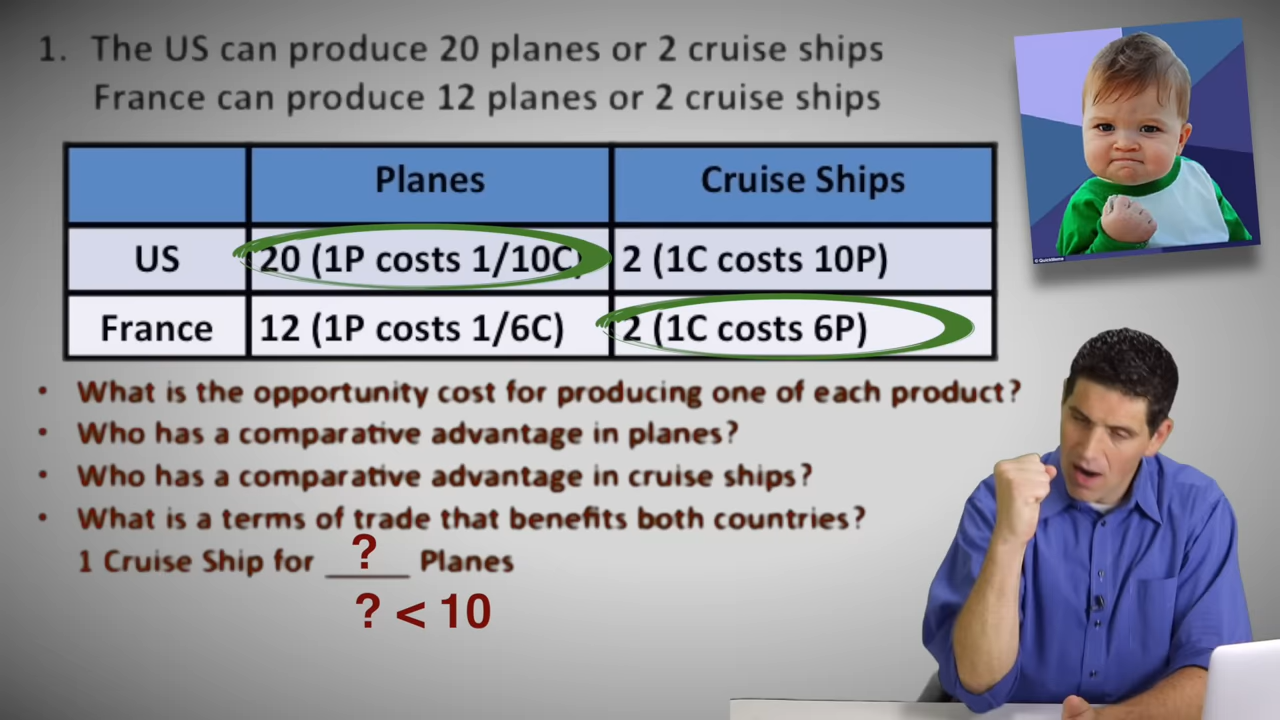 1. The US can produce 20 planes or 2 cruise ships
France can produce 12 planes or 2 cruise ships
Planes Cruise Ships
US 20 (1P costs 1/10C) 2 (1C costs 10P)
France 12 (1P costs 1/6C) 2 (1C costs 6P)
• What is the opportunity cost for producing one of each product?
• Who has a comparative advantage in planes?
• Who has a comparative advantage in cruise ships?
• What is a terms of trade that benefits both countries?
1 Cruise Ship for ? Planes
? < 10